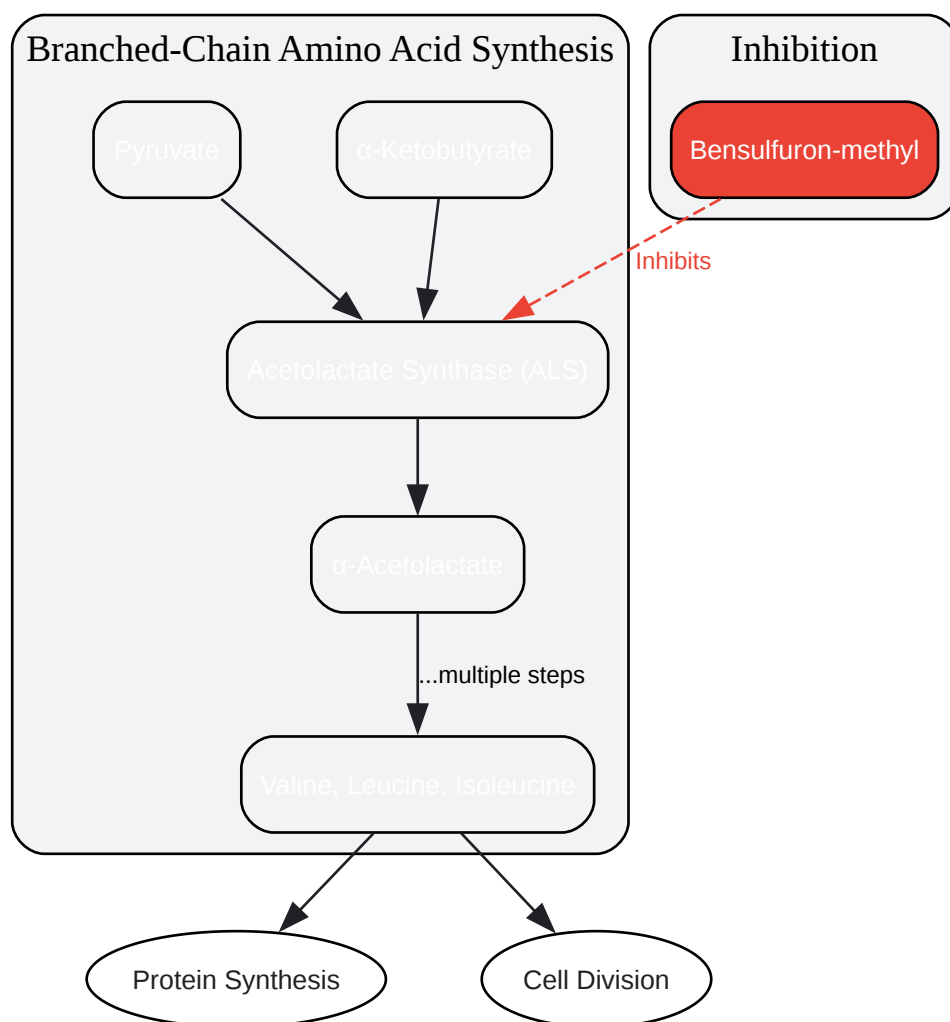 Branched-Chain Amino Acid Synthesis
Inhibition
Pyruvate
α-Ketobutyrate
Bensulfuron-methyl
Inhibits
Acetolactate Synthase (ALS)
α-Acetolactate
...multiple steps
Valine, Leucine, Isoleucine
Protein Synthesis
Cell Division